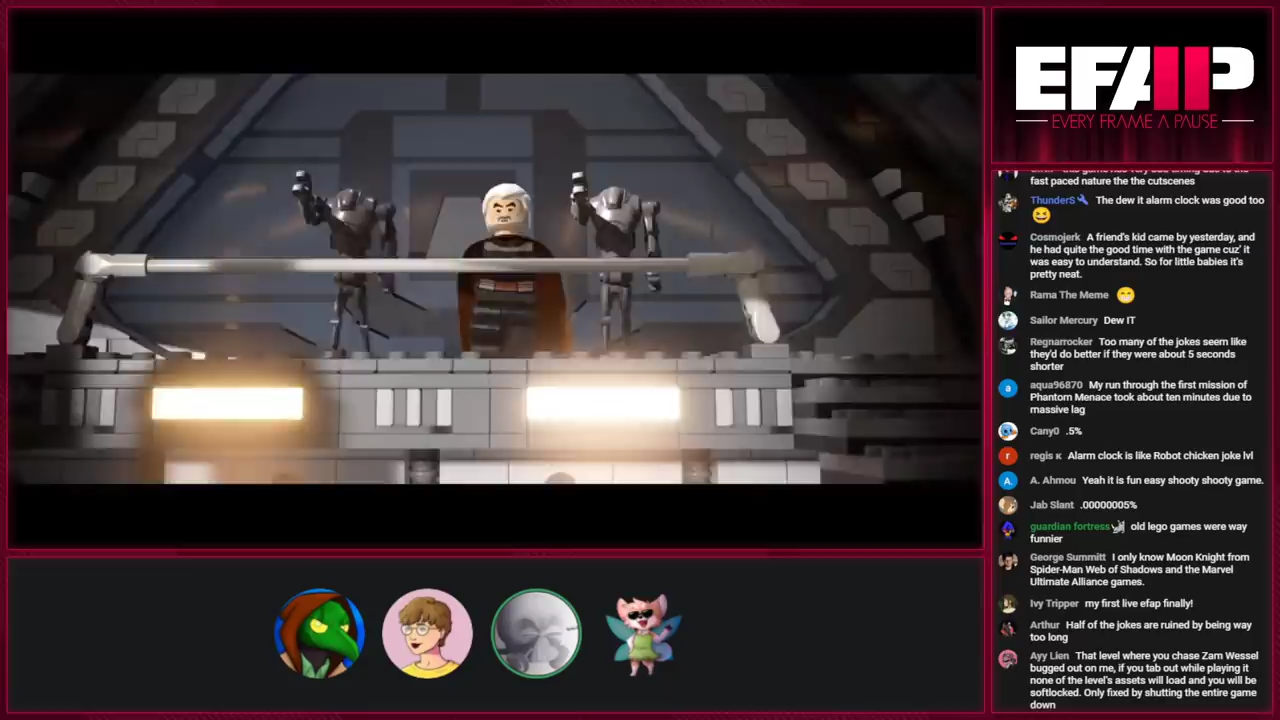 EFAP
EVERY FRAME A PAUSE
fast paced nature the the cutscenes
ThunderS The dew it alarm clock was good too
😆
Cosmojerk A friend's kid came by yesterday, and
he had quite the good time with the game cuz' it
was easy to understand. So for little babies it's
pretty neat.
Rama The Meme 😁
Sailor Mercury Dew IT
Regnarrocker Too many of the jokes seem like
they'd do better if they were about 5 seconds
shorter
aqua96870 My run through the first mission of
Phantom Menace took about ten minutes due to
massive lag
Cany0 .5%
regis ĸ Alarm clock is like Robot chicken joke lvl
A. Ahmou Yeah it is fun easy shooty shooty game.
Jab Slant .00000005%
guardian fortress old lego games were way
funnier
George Summitt I only know Moon Knight from
Spider-Man Web of Shadows and the Marvel
Ultimate Alliance games.
Ivy Tripper my first live efap finally!
Arthur Half of the jokes are ruined by being way
too long
Ayy Lien That level where you chase Zam Wessel
bugged out on me, if you tab out while playing it
none of the level's assets will load and you will be
softlocked. Only fixed by shutting the entire game
down